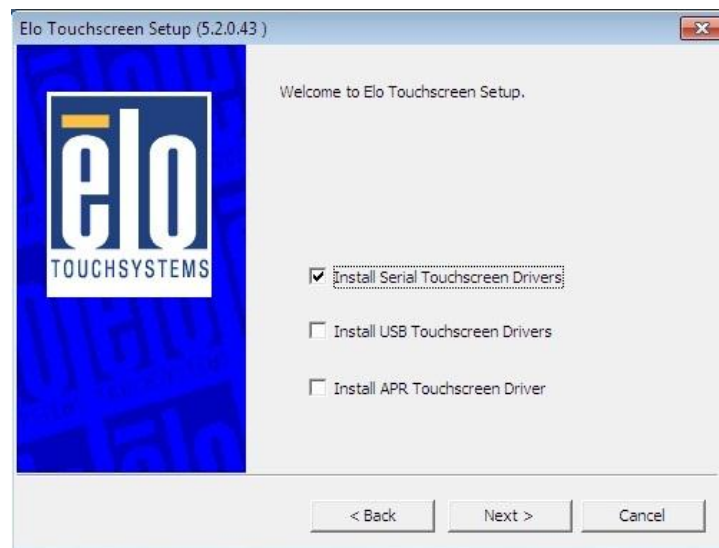 Elo Touchscreen Setup (5.2.0.43 )
Welcome to Elo Touchscreen Setup.
ēlo
TOUCHSYSTEMS
Install Serial Touchscreen Drivers
Install USB Touchscreen Drivers
Install APR Touchscreen Driver
< Back
Next >
Cancel